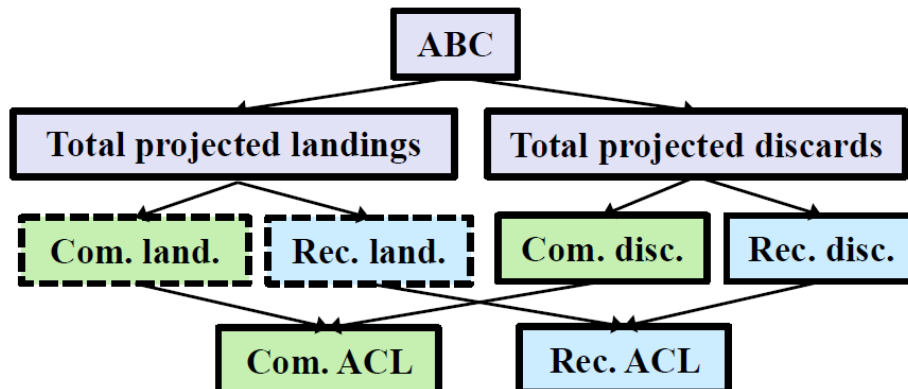 ABC
Total projected landings
Total projected discards
Com. land.
Rec. land.
Com. disc.
Rec. disc.
Com. ACL
Rec. ACL